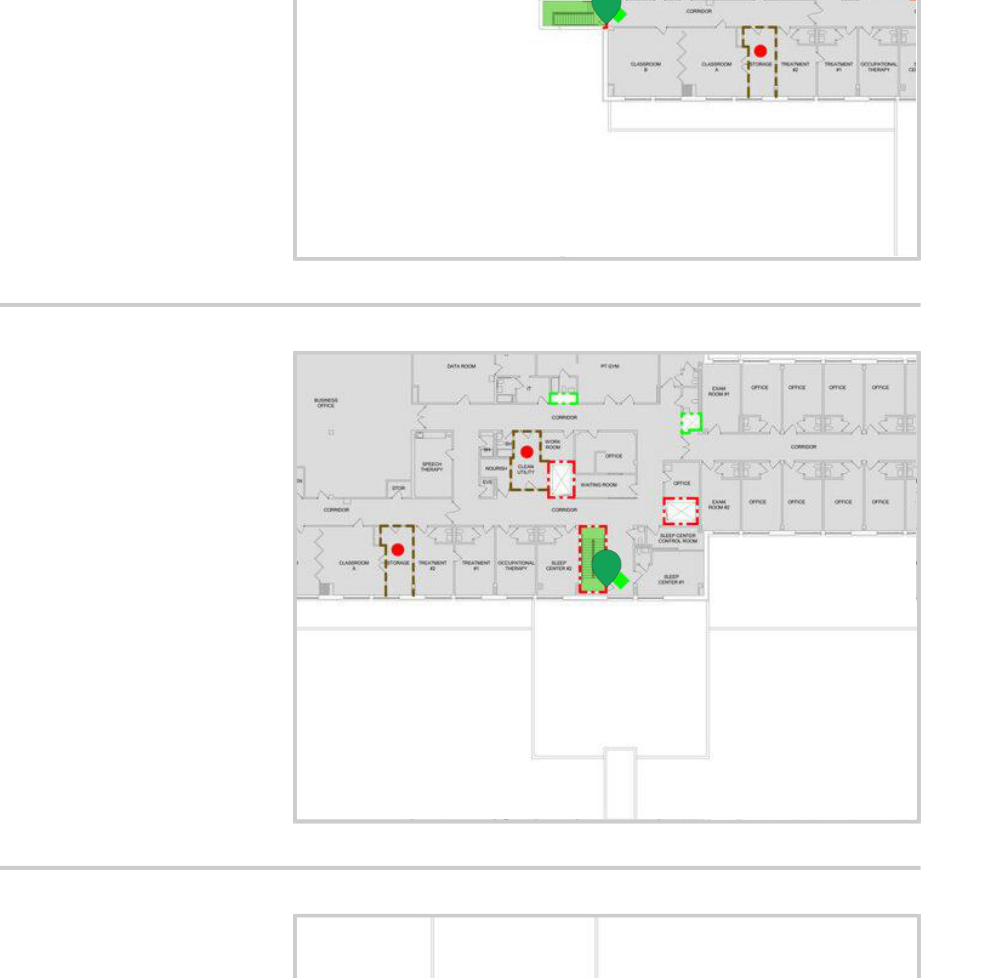 CORRIDOR
CLASSROOM
B
CLASSROOM
A
STORAGE
TREATMENT
#2
TREATMENT
#1
OCCUPATIONAL
THERAPY
DATA ROOM
IT
PT GYM
BUSINESS
OFFICE
EXAM
ROOM #1
OFFICE
OFFICE
OFFICE
OFFICE
CORRIDOR
CORRIDOR
SPEECH
THERAPY
WORK
ROOM
OFFICE
NOURISH
CLEAN
UTILITY
EVS
WAITING ROOM
OFFICE
STOR
EXAM
ROOM #2
OFFICE
OFFICE
OFFICE
OFFICE
CORRIDOR
CORRIDOR
SLEEP CENTER
CONTROL ROOM
CLASSROOM
A
STORAGE
TREATMENT
#2
TREATMENT
#1
OCCUPATIONAL
THERAPY
SLEEP
CENTER #2
SLEEP
CENTER #1